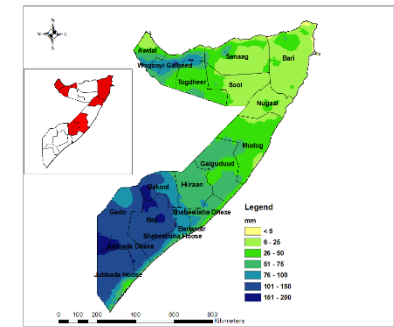 N
W
E
S
Awdal
Woqooyi Galbeed
Sanaag
Bari
Togdheer
Sool
Nugaal
Mudug
Galguduud
Hiiraan
Bakool
Gedo
Bay
Shabeellaha Dhexe
Banadir
Shabeellaha Hoose
Jubbada Dhexe
Jubbada Hoose
Legend
mm
< 5
6 - 25
26 - 50
51 - 75
76 - 100
101 - 150
151 - 200
0 100 200 400 600 800
Kilometers